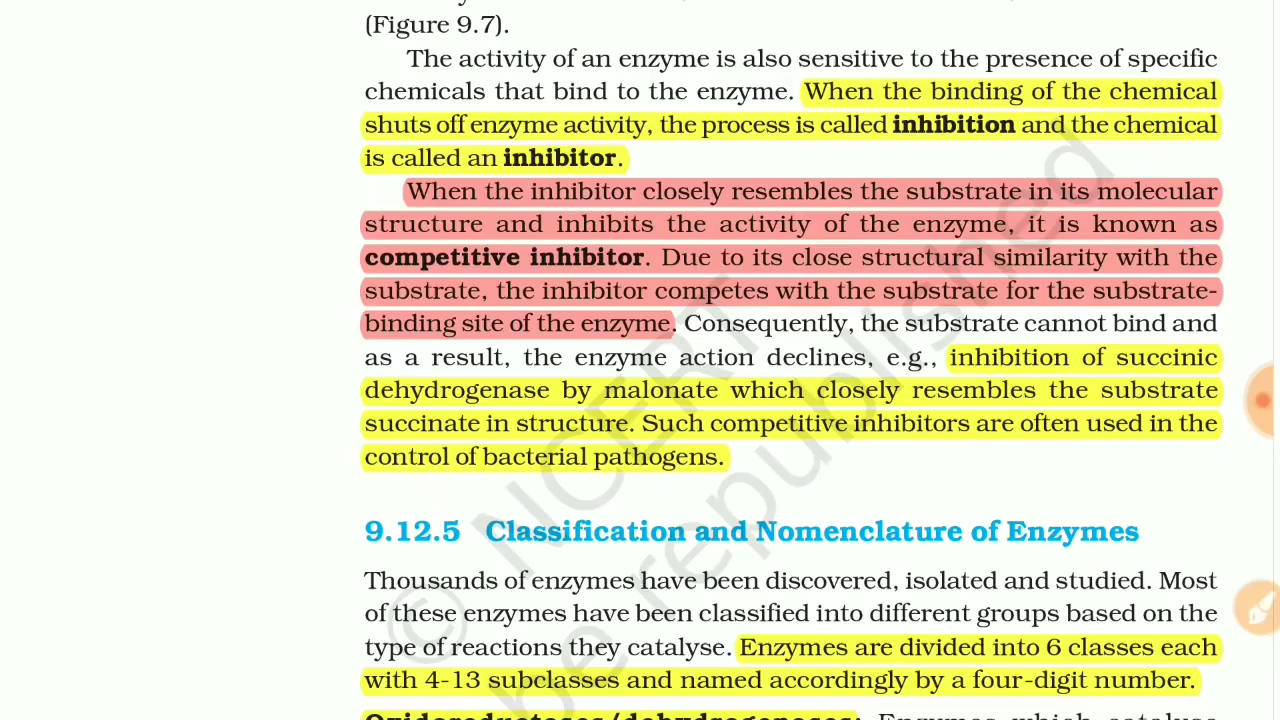 (Figure 9.7).
The activity of an enzyme is also sensitive to the presence of specific
chemicals that bind to the enzyme. When the binding of the chemical
shuts off enzyme activity, the process is called inhibition and the chemical
is called an inhibitor.
When the inhibitor closely resembles the substrate in its molecular
structure and inhibits the activity of the enzyme, it is known as
competitive inhibitor. Due to its close structural similarity with the
substrate, the inhibitor competes with the substrate for the substrate-
binding site of the enzyme. Consequently, the substrate cannot bind and
as a result, the enzyme action declines, e.g., inhibition of succinic
dehydrogenase by malonate which closely resembles the substrate
succinate in structure. Such competitive inhibitors are often used in the
control of bacterial pathogens.
9.12.5 Classification and Nomenclature of Enzymes
Thousands of enzymes have been discovered, isolated and studied. Most
of these enzymes have been classified into different groups based on the
type of reactions they catalyse. Enzymes are divided into 6 classes each
with 4-13 subclasses and named accordingly by a four-digit number.
Oxidoreductases/dehydrogenases: Enzymes which catalyse
© NCERT
be republished